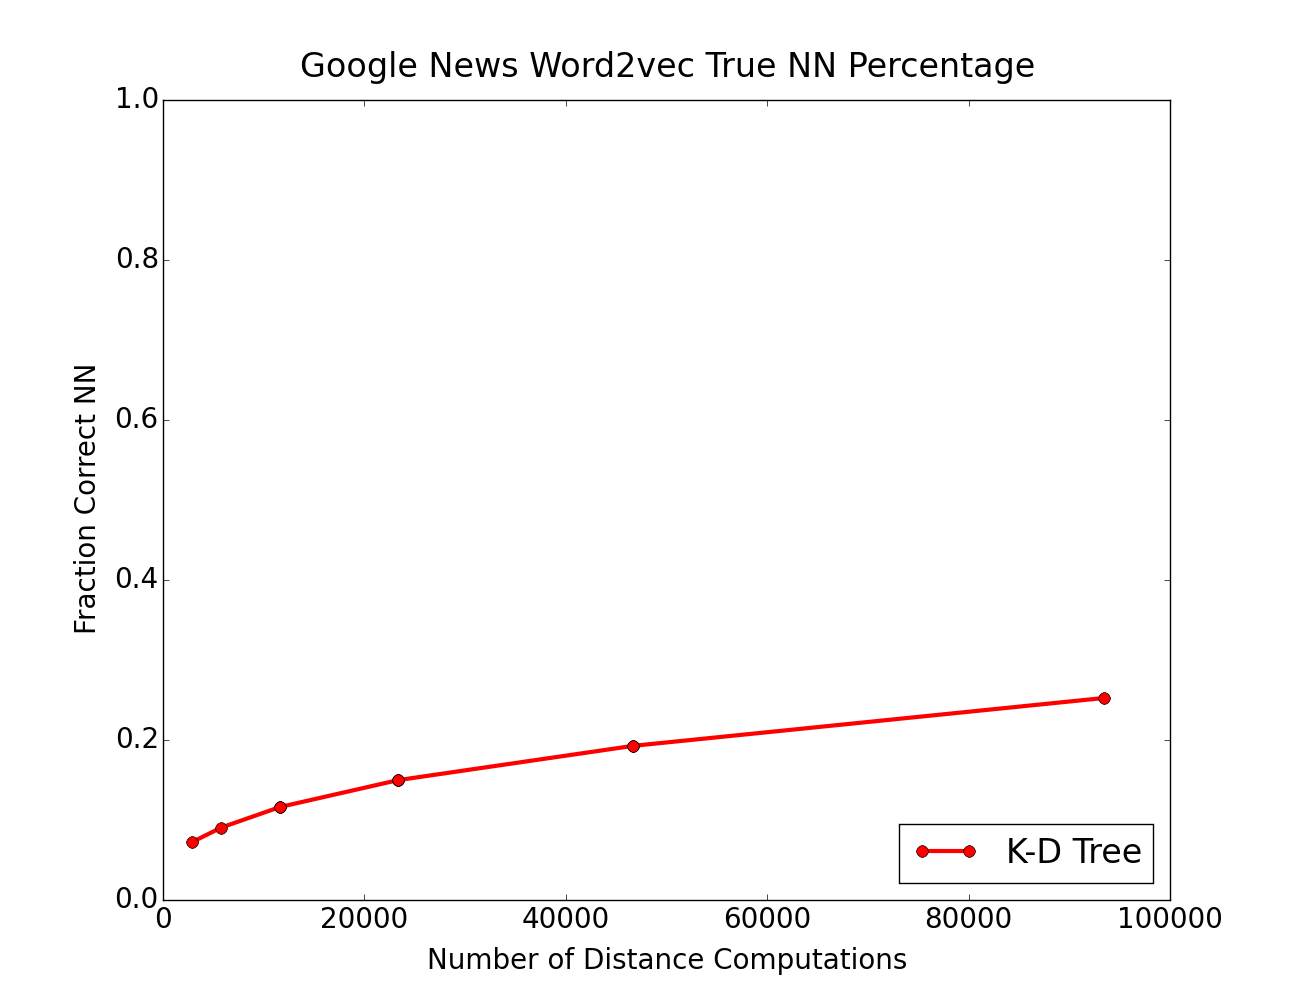 Google News Word2vec True NN Percentage
1.0
0.8
0.6
0.4
0.2
0.0
Fraction Correct NN
0 20000 40000 60000 80000 100000
Number of Distance Computations
K-D Tree